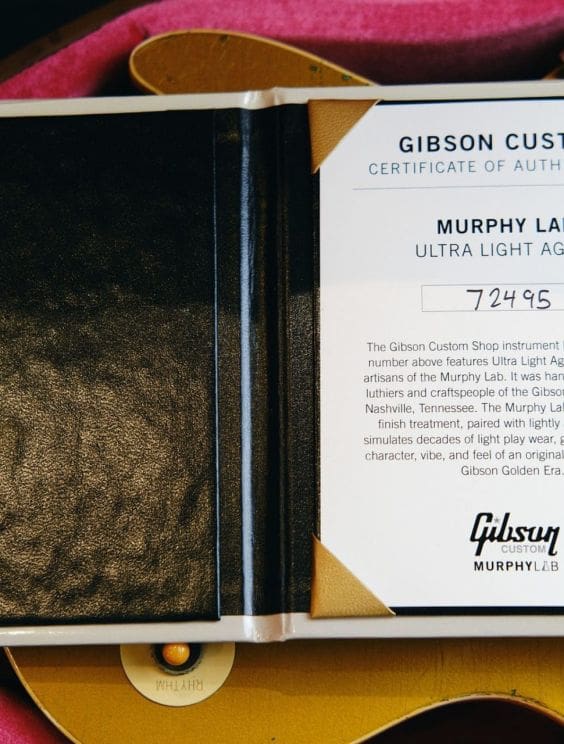 GIBSON CUST
CERTIFICATE OF AUTH
MURPHY LA
ULTRA LIGHT AG
72495
The Gibson Custom Shop instrument
number above features Ultra Light Ag
artisans of the Murphy Lab. It was han
luthiers and craftspeople of the Gibson
Nashville, Tennessee. The Murphy Lab
finish treatment, paired with lightly
simulates decades of light play wear, g
character, vibe, and feel of an original
Gibson Golden Era.
Gibson
CUSTOM
MURPHYLAB
RHYTHM